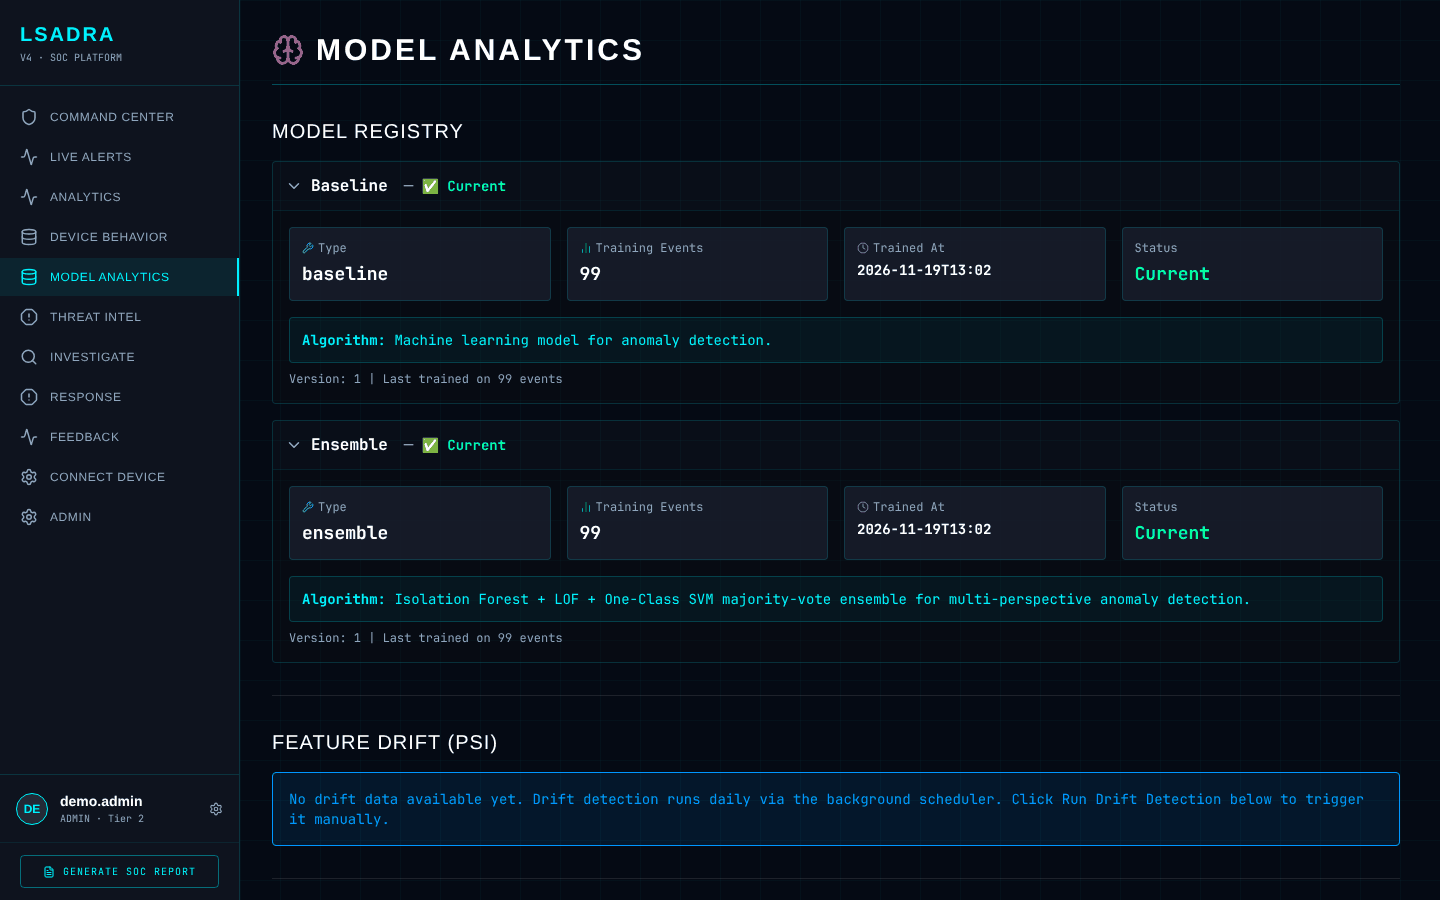 LSADRA
V4 · SOC PLATFORM
COMMAND CENTER
LIVE ALERTS
ANALYTICS
DEVICE BEHAVIOR
MODEL ANALYTICS
THREAT INTEL
INVESTIGATE
RESPONSE
FEEDBACK
CONNECT DEVICE
ADMIN
DE
demo.admin
ADMIN · Tier 2
GENERATE SOC REPORT
MODEL ANALYTICS
MODEL REGISTRY
Baseline — ✅ Current
Type
baseline
Training Events
99
Trained At
2026-11-19T13:02
Status
Current
Algorithm: Machine learning model for anomaly detection.
Version: 1 | Last trained on 99 events
Ensemble — ✅ Current
Type
ensemble
Training Events
99
Trained At
2026-11-19T13:02
Status
Current
Algorithm: Isolation Forest + LOF + One-Class SVM majority-vote ensemble for multi-perspective anomaly detection.
Version: 1 | Last trained on 99 events
FEATURE DRIFT (PSI)
No drift data available yet. Drift detection runs daily via the background scheduler. Click Run Drift Detection below to trigger
it manually.